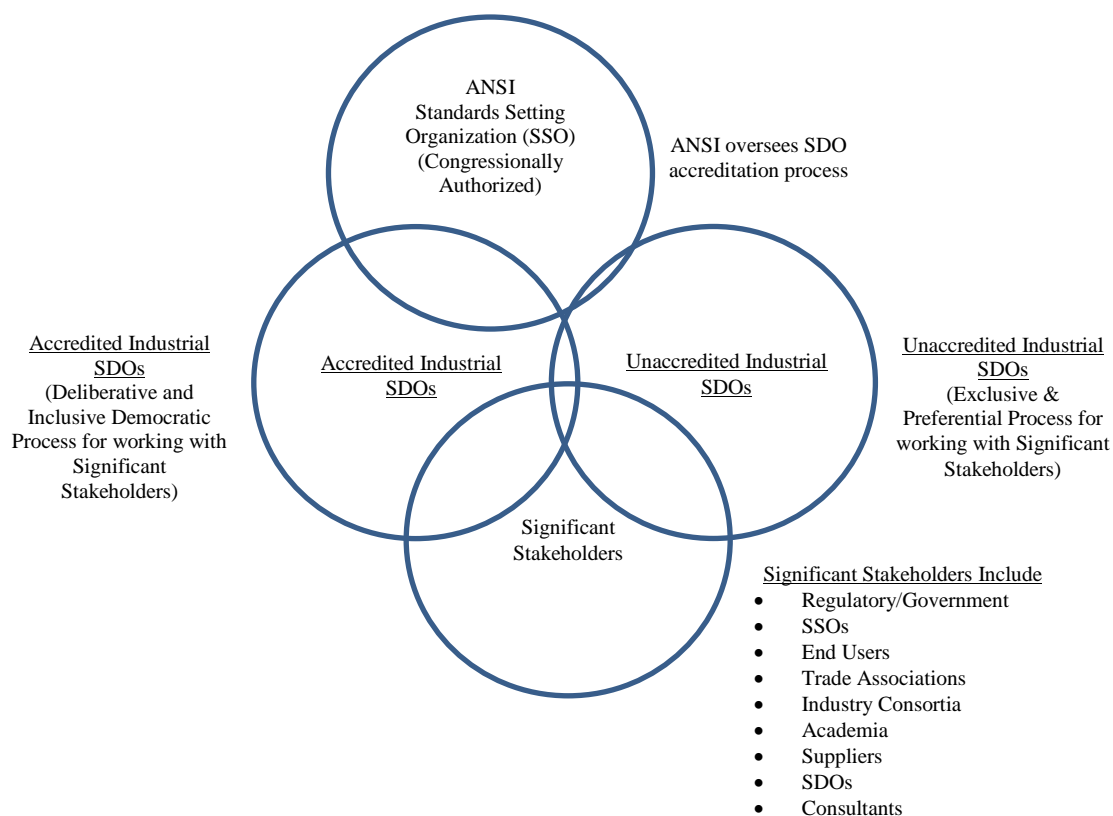 ANSI
Standards Setting
Organization (SSO)
(Congressionally
Authorized)
ANSI oversees SDO
accreditation process
Accredited Industrial
SDOs
(Deliberative and
Inclusive Democratic
Process for working with
Significant
Stakeholders)
Accredited Industrial
SDOs
Unaccredited Industrial
SDOs
Unaccredited Industrial
SDOs
(Exclusive &
Preferential Process for
working with Significant
Stakeholders)
Significant
Stakeholders
Significant Stakeholders Include
• Regulatory/Government
• SSOs
• End Users
• Trade Associations
• Industry Consortia
• Academia
• Suppliers
• SDOs
• Consultants